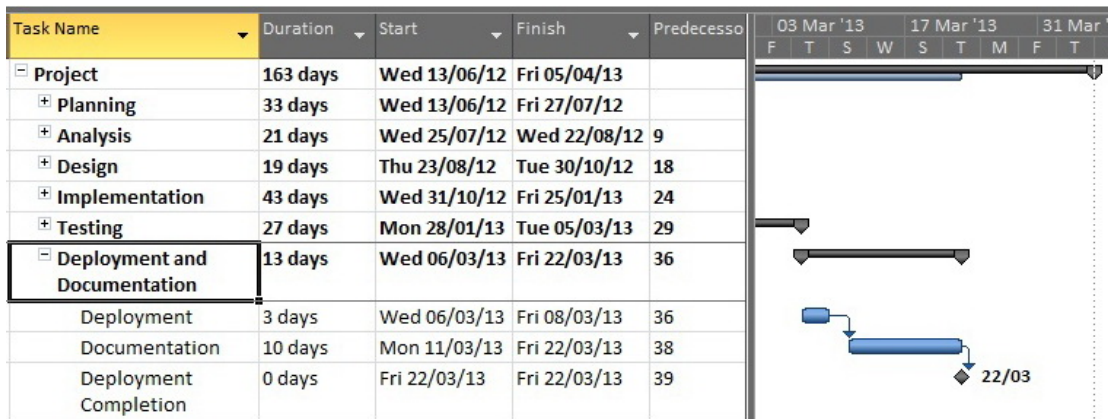 Task Name Duration Start Finish Predecesso 03 Mar '13 17 Mar '13 31 Mar '
F T S W S T M F T
Project 163 days Wed 13/06/12 Fri 05/04/13
Planning 33 days Wed 13/06/12 Fri 27/07/12
Analysis 21 days Wed 25/07/12 Wed 22/08/12 9
Design 19 days Thu 23/08/12 Tue 30/10/12 18
Implementation 43 days Wed 31/10/12 Fri 25/01/13 24
Testing 27 days Mon 28/01/13 Tue 05/03/13 29
Deployment and 13 days Wed 06/03/13 Fri 22/03/13 36
Documentation
Deployment 3 days Wed 06/03/13 Fri 08/03/13 36
Documentation 10 days Mon 11/03/13 Fri 22/03/13 38
Deployment 0 days Fri 22/03/13 Fri 22/03/13 39 22/03
Completion